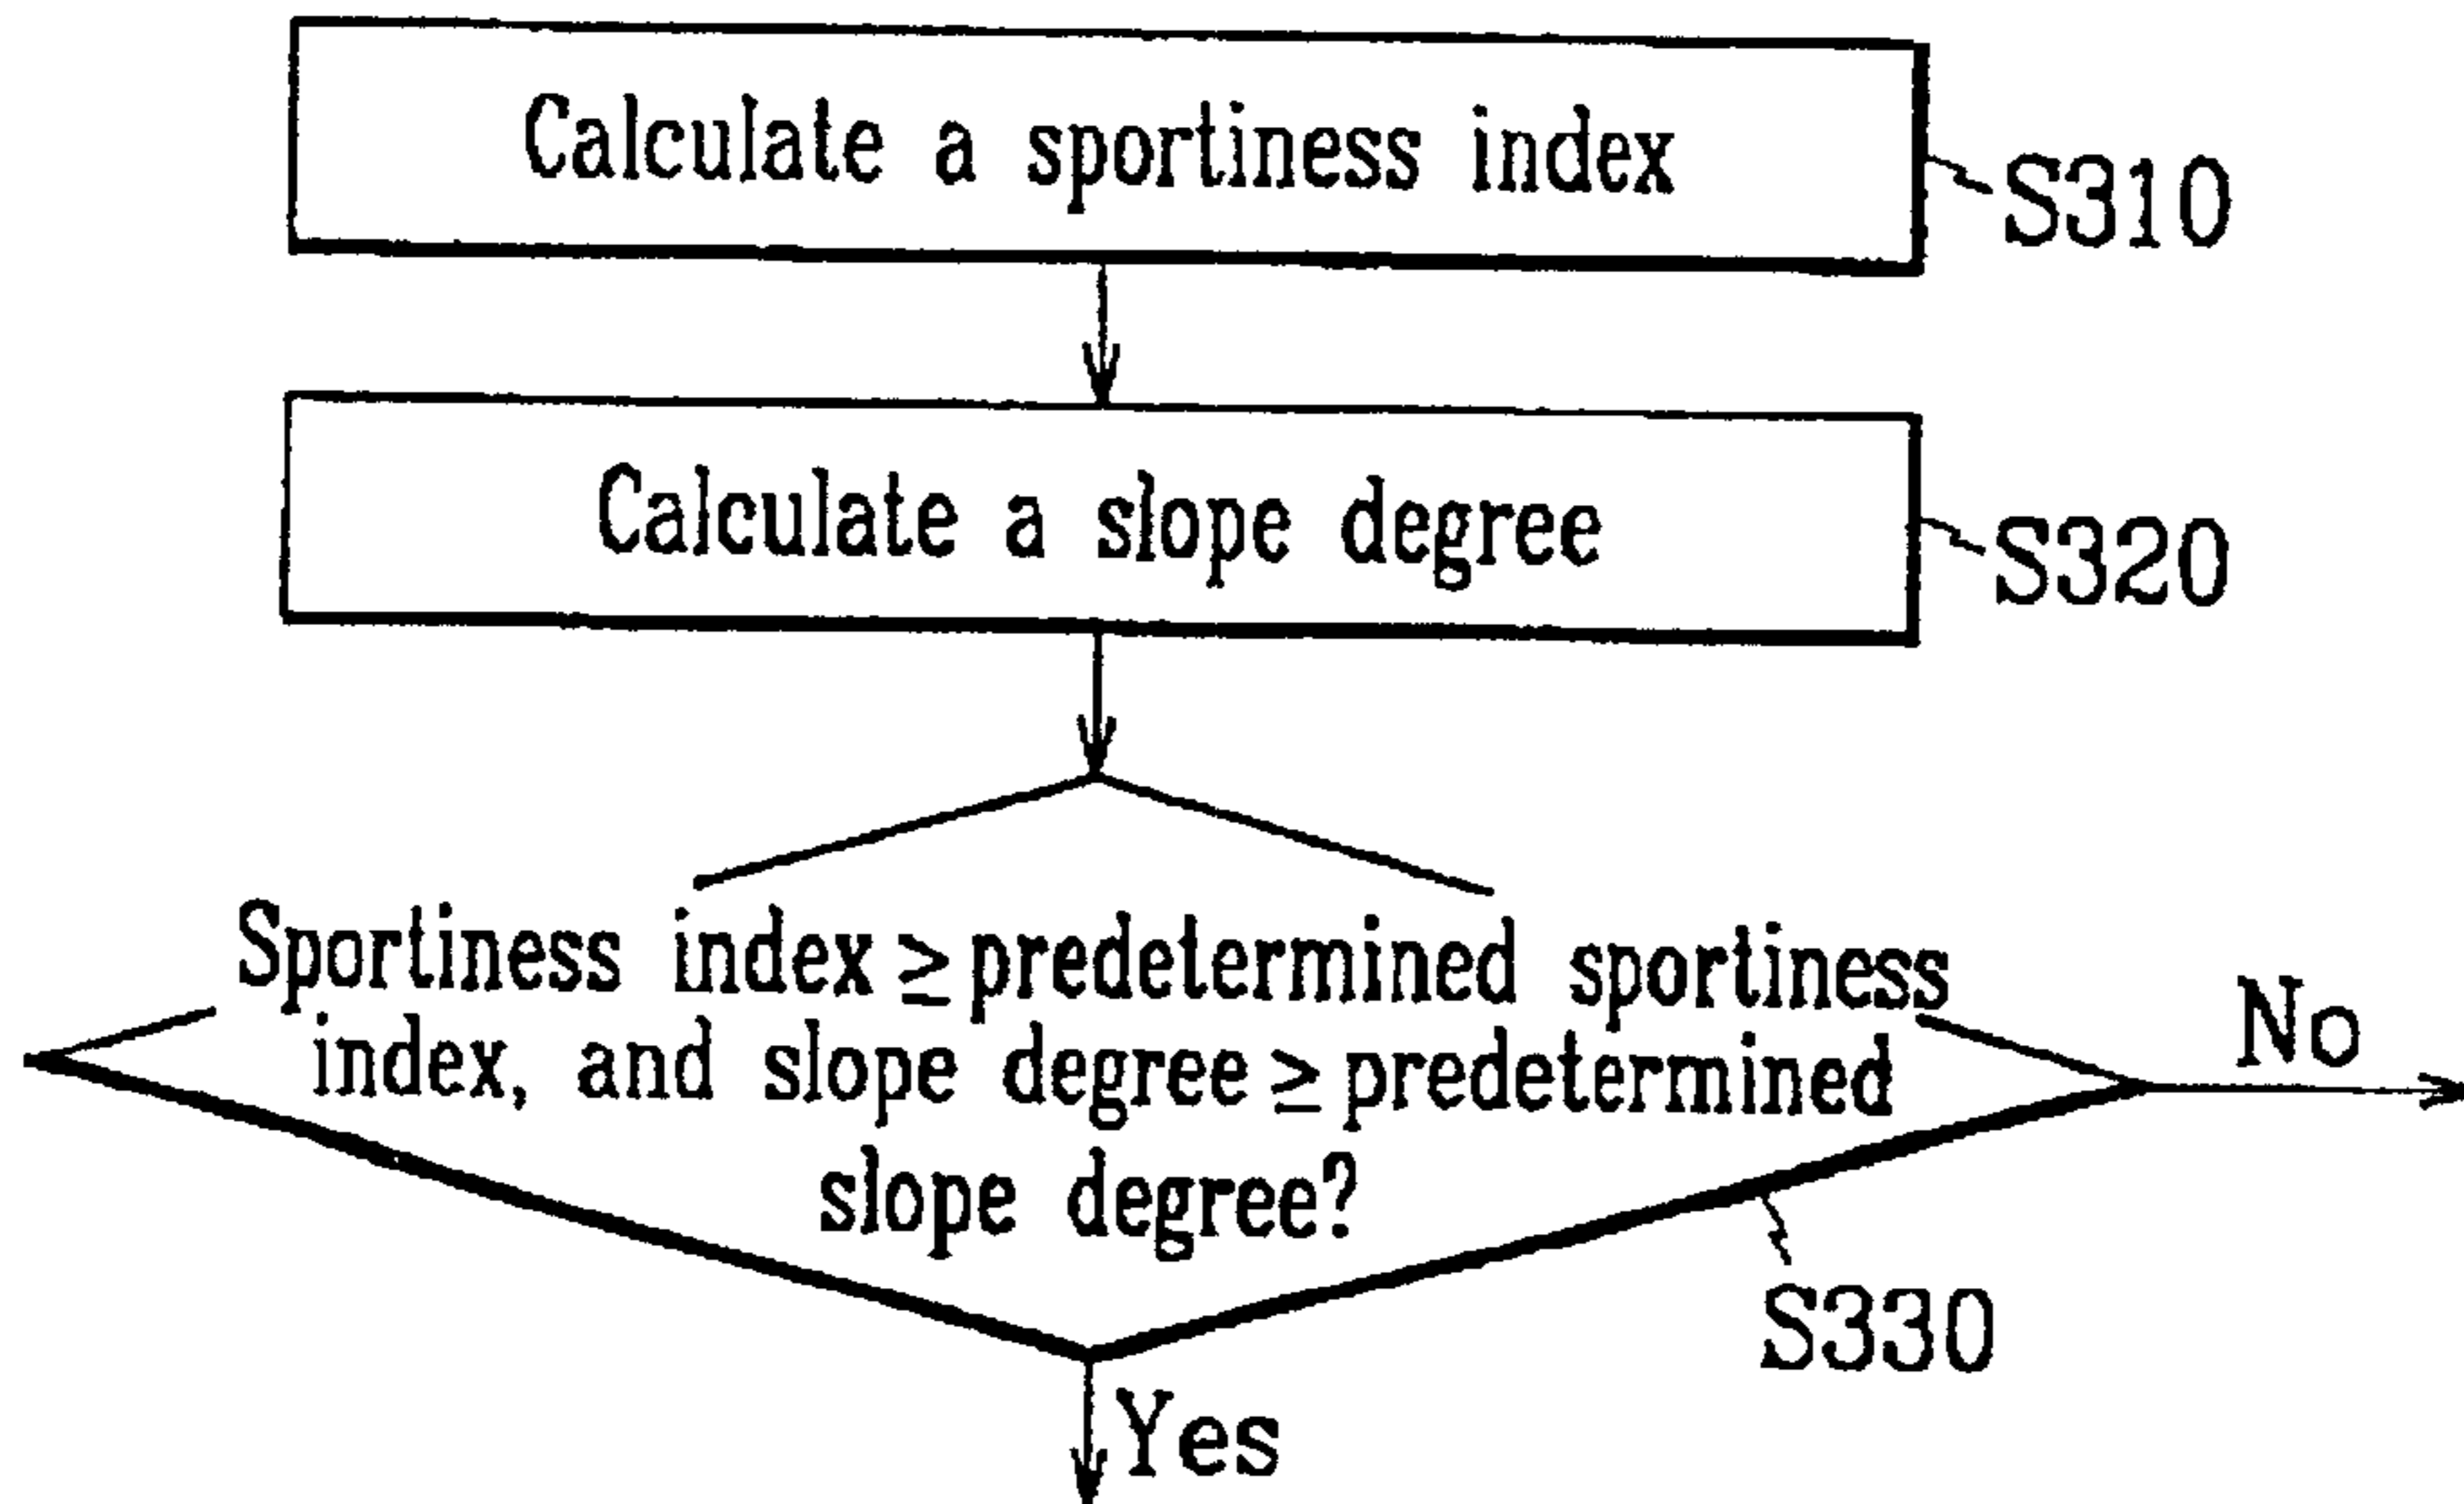 Calculate a sportiness index
S310
Calculate a slope degree
S320
Sportiness index ≥ predetermined sportiness
index, and slope degree ≥ predetermined
slope degree?
No
S330
Yes